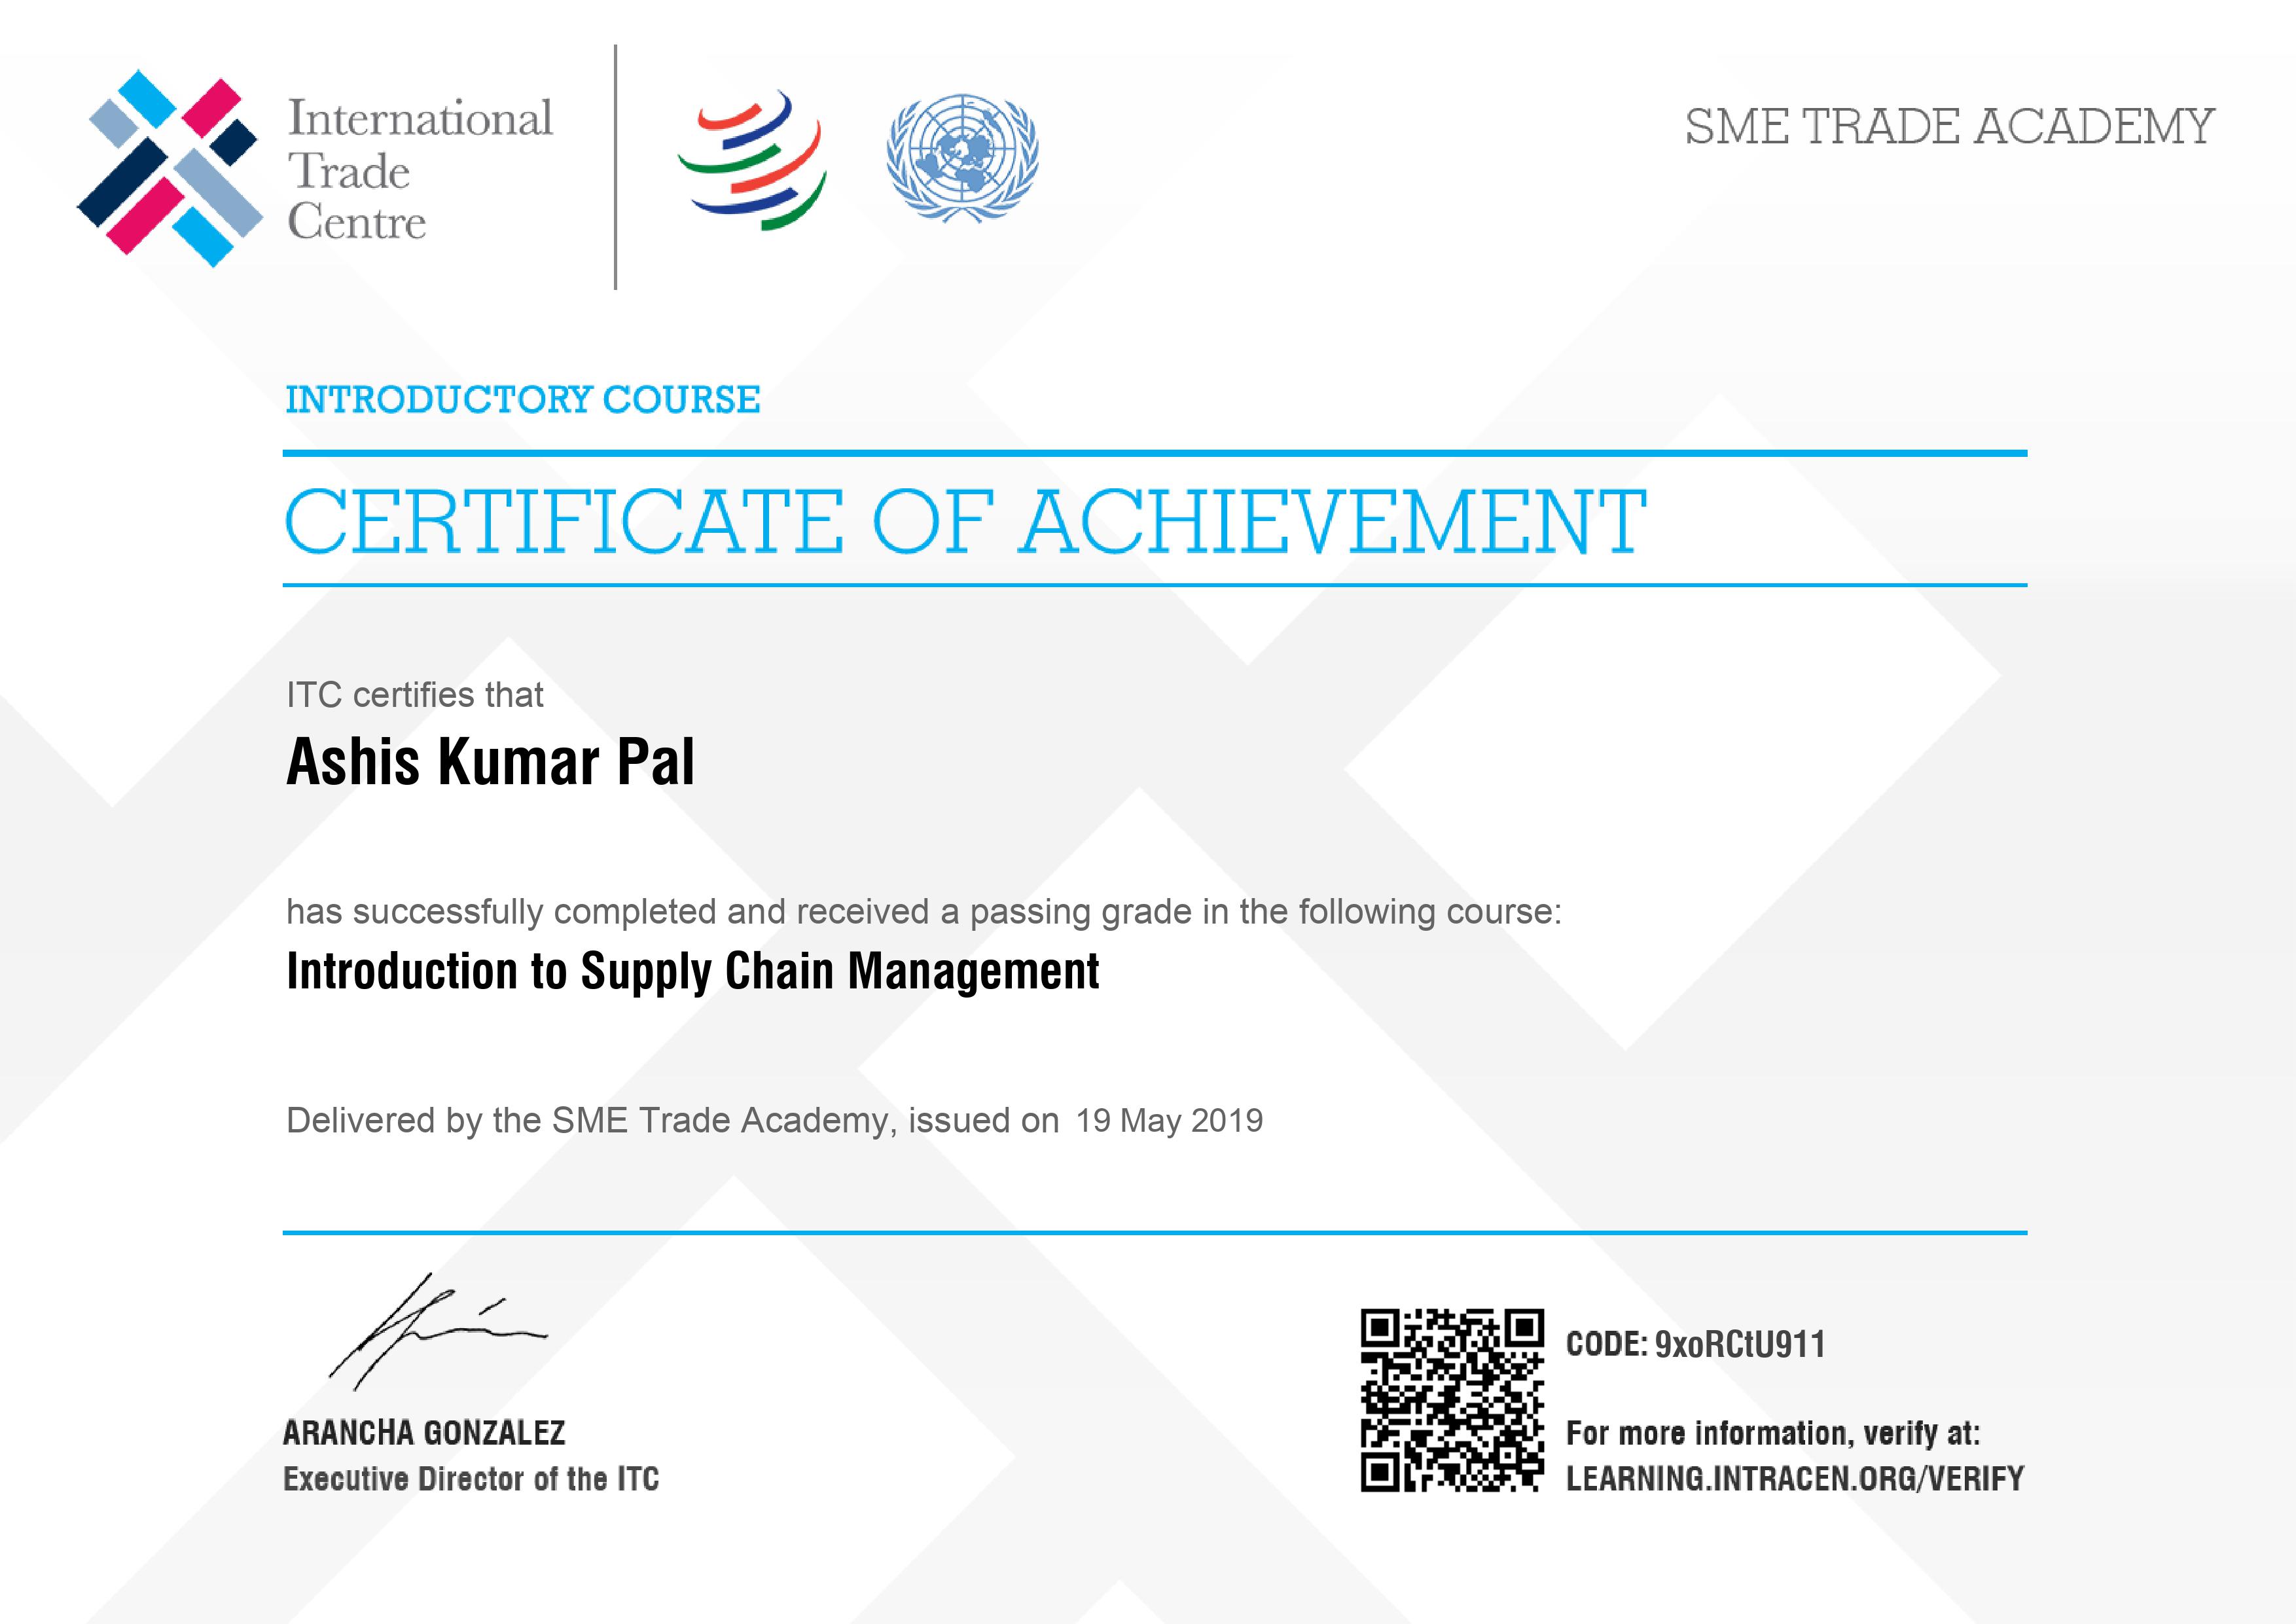 International
Trade
Centre
SME TRADE ACADEMY
INTRODUCTORY COURSE
CERTIFICATE OF ACHIEVEMENT
ITC certifies that
Ashis Kumar Pal
has successfully completed and received a passing grade in the following course:
Introduction to Supply Chain Management
Delivered by the SME Trade Academy, issued on 19 May 2019
ARANCHA GONZALEZ
Executive Director of the ITC
CODE: 9xoRCtU911
For more information, verify at:
LEARNING.INTRACEN.ORG/VERIFY